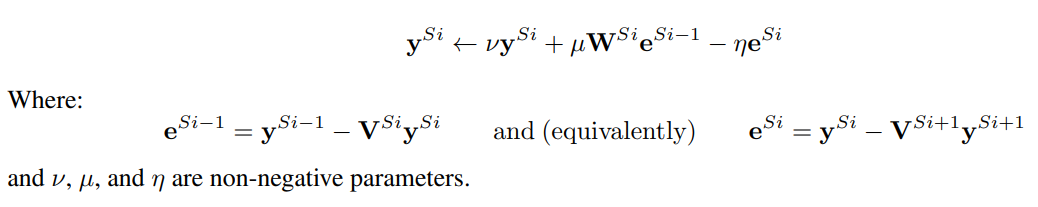 y^{Si} ← νy^{Si} + μW^{Si}e^{Si−1} − ηe^{Si}
Where:
e^{Si−1} = y^{Si−1} − V^{Si}y^{Si} and (equivalently) e^{Si} = y^{Si} − V^{Si+1}y^{Si+1}
and ν, μ, and η are non-negative parameters.